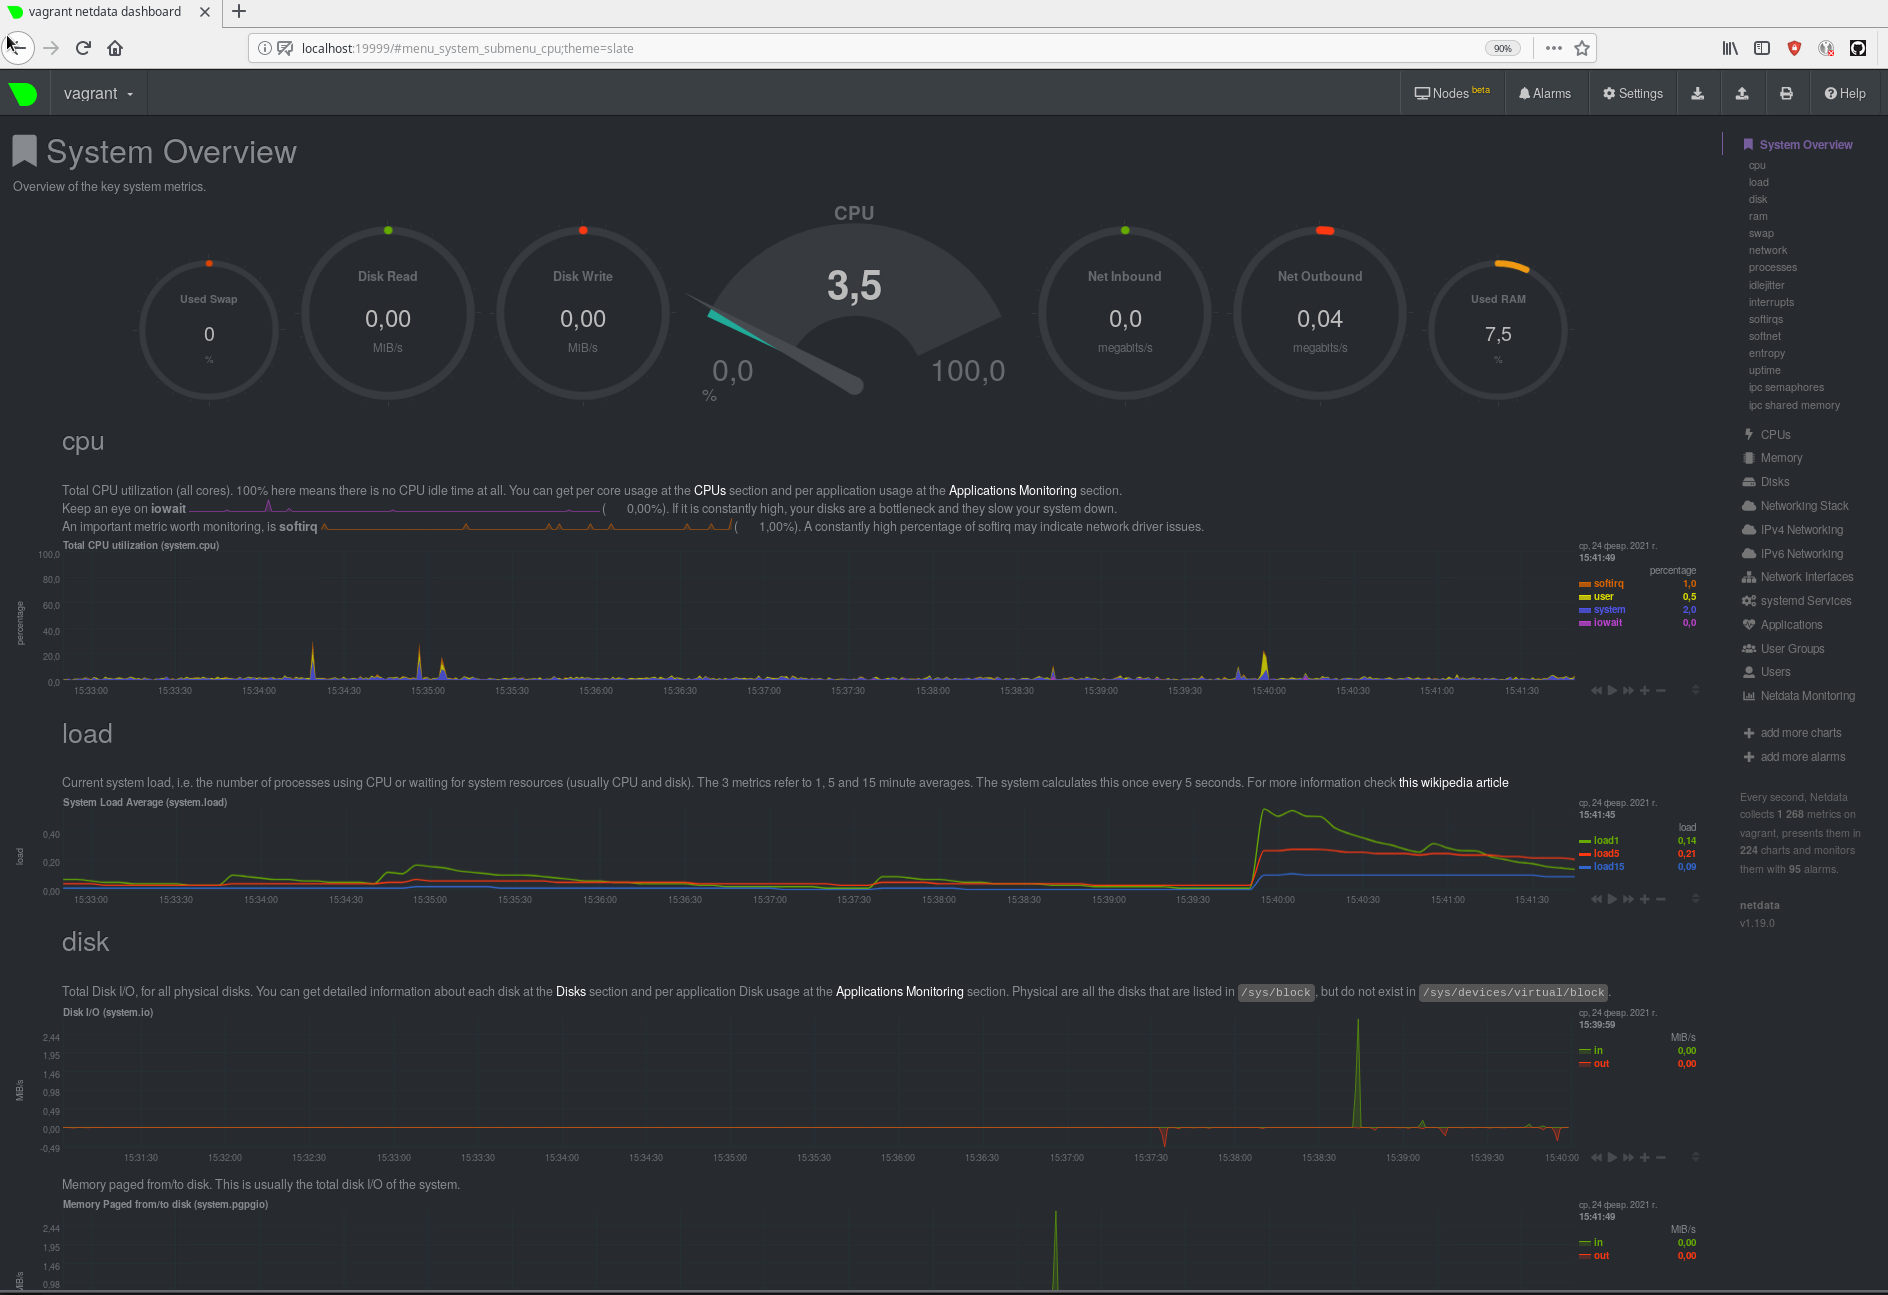 vagrant netdata dashboard
localhost:19999/#menu_system_submenu_cpu;theme=slate
90%
vagrant
Nodes beta
Alarms
Settings
Help
System Overview
Overview of the key system metrics.
Used Swap
0
%
Disk Read
0,00
MiB/s
Disk Write
0,00
MiB/s
CPU
3,5
0,0
100,0
%
Net Inbound
0,0
megabits/s
Net Outbound
0,04
megabits/s
Used RAM
7,5
%
cpu
Total CPU utilization (all cores). 100% here means there is no CPU idle time at all. You can get per core usage at the CPUs section and per application usage at the Applications Monitoring section.
Keep an eye on iowait ( 0,00%). If it is constantly high, your disks are a bottleneck and they slow your system down.
An important metric worth monitoring, is softirq ( 1,00%). A constantly high percentage of softirq may indicate network driver issues.
Total CPU utilization (system.cpu)
100,0
80,0
60,0
40,0
20,0
0,0
percentage
15:33:00 15:33:30 15:34:00 15:34:30 15:35:00 15:35:30 15:36:00 15:36:30 15:37:00 15:37:30 15:38:00 15:38:30 15:39:00 15:39:30 15:40:00 15:40:30 15:41:00 15:41:30
ср, 24 февр. 2021 г.
15:41:49
percentage
softirq 1,0
user 0,5
system 2,0
iowait 0,0
load
Current system load, i.e. the number of processes using CPU or waiting for system resources (usually CPU and disk). The 3 metrics refer to 1, 5 and 15 minute averages. The system calculates this once every 5 seconds. For more information check this wikipedia article
System Load Average (system.load)
0,40
0,20
0,00
load
15:33:00 15:33:30 15:34:00 15:34:30 15:35:00 15:35:30 15:36:00 15:36:30 15:37:00 15:37:30 15:38:00 15:38:30 15:39:00 15:39:30 15:40:00 15:40:30 15:41:00 15:41:30
ср, 24 февр. 2021 г.
15:41:45
load
load1 0,14
load5 0,21
load15 0,09
disk
Total Disk I/O, for all physical disks. You can get detailed information about each disk at the Disks section and per application Disk usage at the Applications Monitoring section. Physical are all the disks that are listed in /sys/block, but do not exist in /sys/devices/virtual/block.
Disk I/O (system.io)
2,44
1,95
1,46
0,98
0,49
0,00
-0,49
MiB/s
15:31:30 15:32:00 15:32:30 15:33:00 15:33:30 15:34:00 15:34:30 15:35:00 15:35:30 15:36:00 15:36:30 15:37:00 15:37:30 15:38:00 15:38:30 15:39:00 15:39:30 15:40:00
ср, 24 февр. 2021 г.
15:39:59
MiB/s
in 0,00
out 0,00
Memory paged from/to disk. This is usually the total disk I/O of the system.
Memory Paged from/to disk (system.pgpgio)
2,44
1,95
1,46
0,98
MiB/s
ср, 24 февр. 2021 г.
15:41:49
MiB/s
in 0,00
out 0,00
System Overview
cpu
load
disk
ram
swap
network
processes
idlejitter
interrupts
softirqs
softnet
entropy
uptime
ipc semaphores
ipc shared memory
CPUs
Memory
Disks
Networking Stack
IPv4 Networking
IPv6 Networking
Network Interfaces
systemd Services
Applications
User Groups
Users
Netdata Monitoring
add more charts
add more alarms
Every second, Netdata
collects 1 268 metrics on
vagrant, presents them in
224 charts and monitors
them with 95 alarms.
netdata
v1.19.0